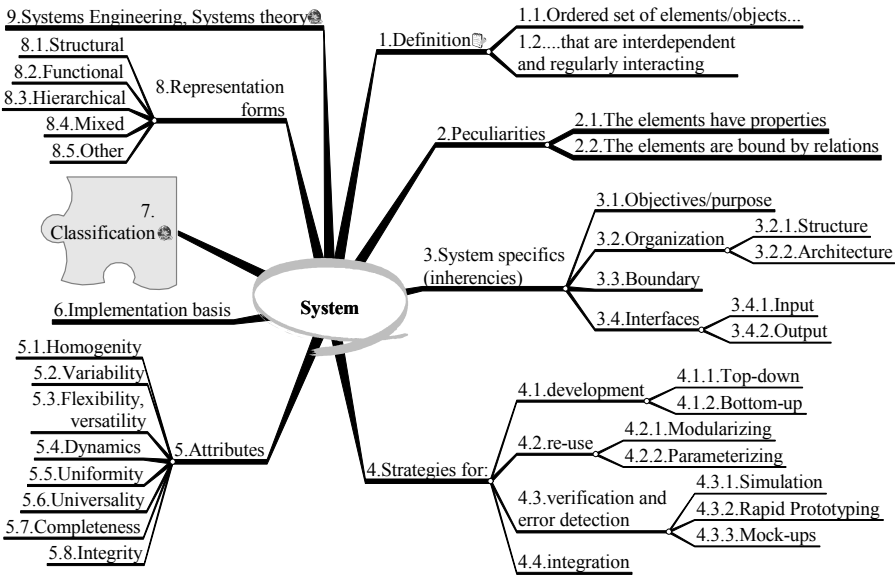 System
1.Definition
1.1.Ordered set of elements/objects...
1.2....that are interdependent
and regularly interacting
2.Peculiarities
2.1.The elements have properties
2.2.The elements are bound by relations
3.System specifics
(inherencies)
3.1.Objectives/purpose
3.2.Organization
3.2.1.Structure
3.2.2.Architecture
3.3.Boundary
3.4.Interfaces
3.4.1.Input
3.4.2.Output
4.Strategies for:
4.1.development
4.1.1.Top-down
4.1.2.Bottom-up
4.2.re-use
4.2.1.Modularizing
4.2.2.Parameterizing
4.3.verification and
error detection
4.3.1.Simulation
4.3.2.Rapid Prototyping
4.3.3.Mock-ups
4.4.integration
5.Attributes
5.1.Homogenity
5.2.Variability
5.3.Flexibility,
versatility
5.4.Dynamics
5.5.Uniformity
5.6.Universality
5.7.Completeness
5.8.Integrity
6.Implementation basis
7.
Classification
8.Representation
forms
8.1.Structural
8.2.Functional
8.3.Hierarchical
8.4.Mixed
8.5.Other
9.Systems Engineering, Systems theory